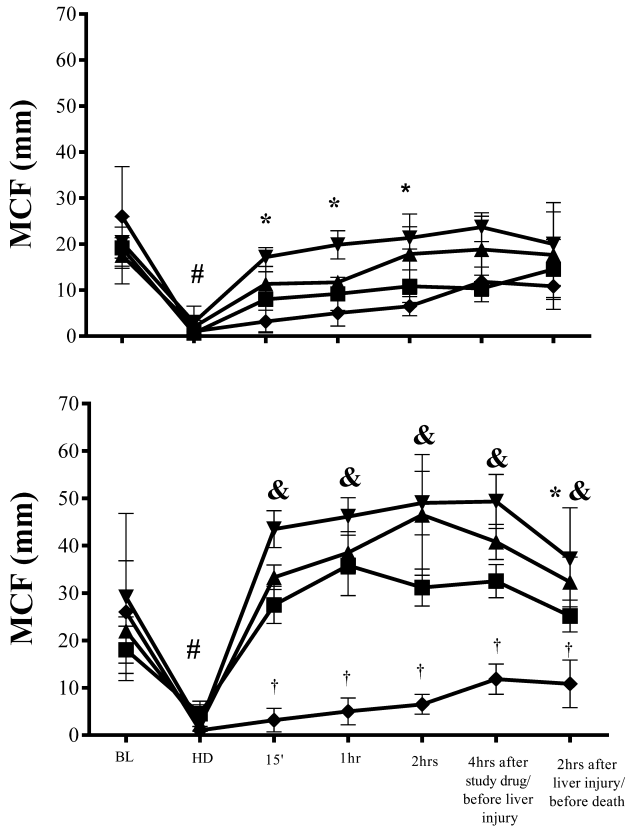 70
60
50
40
30
20
10
0
MCF (mm)
#
*
*
*
70
60
50
40
30
20
10
0
MCF (mm)
#
&
&
&
&
* &
†
†
†
†
†
BL
HD
15'
1hr
2hrs
4hrs after
study drug/
before liver
injury
2hrs after
liver injury/
before death